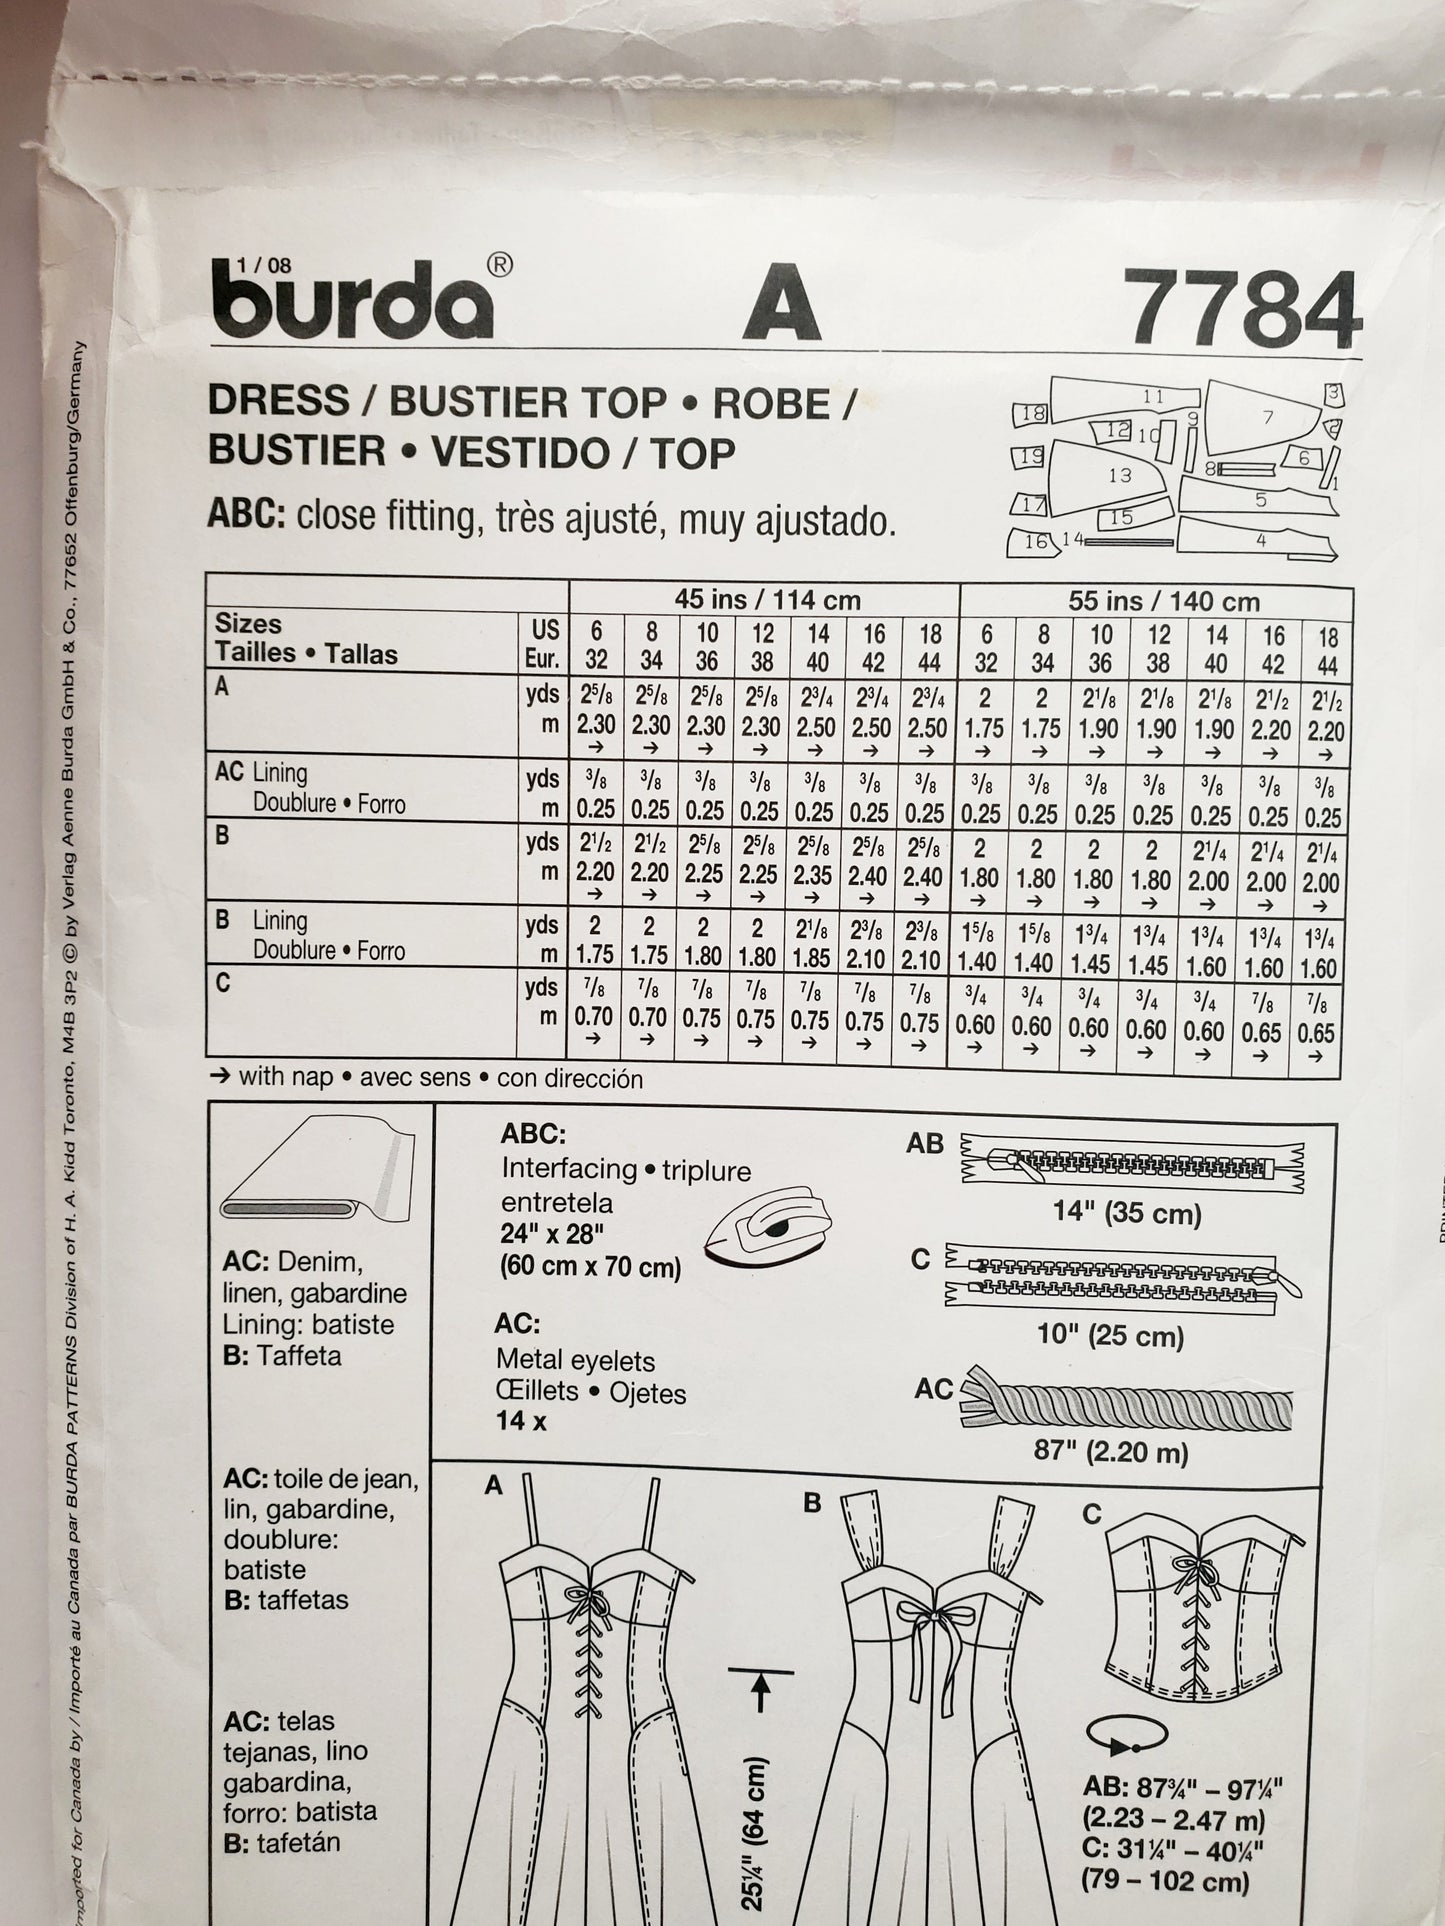 1 / 08
burda® A 7784
DRESS / BUSTIER TOP • ROBE /
BUSTIER • VESTIDO / TOP
ABC: close fitting, très ajusté, muy ajustado.
11 3 18 9 7 12 10 2 19 8 6 1 13 5 17 15 16 14 4
45 ins / 114 cm 55 ins / 140 cm
Sizes US 6 8 10 12 14 16 18 6 8 10 12 14 16 18
Tailles • Tallas Eur. 32 34 36 38 40 42 44 32 34 36 38 40 42 44
A yds 2⁵/₈ 2⁵/₈ 2⁵/₈ 2⁵/₈ 2³/₄ 2³/₄ 2³/₄ 2 2 2¹/₈ 2¹/₈ 2¹/₈ 2¹/₂ 2¹/₂
m 2.30 2.30 2.30 2.30 2.50 2.50 2.50 1.75 1.75 1.90 1.90 1.90 2.20 2.20
→ → → → → → → → → → → → → →
AC Lining yds ³/₈ ³/₈ ³/₈ ³/₈ ³/₈ ³/₈ ³/₈ ³/₈ ³/₈ ³/₈ ³/₈ ³/₈ ³/₈ ³/₈
Doublure • Forro m 0.25 0.25 0.25 0.25 0.25 0.25 0.25 0.25 0.25 0.25 0.25 0.25 0.25 0.25
B yds 2¹/₂ 2¹/₂ 2⁵/₈ 2⁵/₈ 2⁵/₈ 2⁵/₈ 2⁵/₈ 2 2 2 2 2¹/₄ 2¹/₄ 2¹/₄
m 2.20 2.20 2.25 2.25 2.35 2.40 2.40 1.80 1.80 1.80 1.80 2.00 2.00 2.00
→ → → → → → → → → → → → → →
B Lining yds 2 2 2 2 2¹/₈ 2³/₈ 2³/₈ 1⁵/₈ 1⁵/₈ 1³/₄ 1³/₄ 1³/₄ 1³/₄ 1³/₄
Doublure • Forro m 1.75 1.75 1.80 1.80 1.85 2.10 2.10 1.40 1.40 1.45 1.45 1.60 1.60 1.60
C yds ⁷/₈ ⁷/₈ ⁷/₈ ⁷/₈ ⁷/₈ ⁷/₈ ⁷/₈ ³/₄ ³/₄ ³/₄ ³/₄ ³/₄ ⁷/₈ ⁷/₈
m 0.70 0.70 0.75 0.75 0.75 0.75 0.75 0.60 0.60 0.60 0.60 0.60 0.65 0.65
→ → → → → → → → → → → → → →
→ with nap • avec sens • con dirección
AC: Denim,
linen, gabardine
Lining: batiste
B: Taffeta
AC: toile de jean,
lin, gabardine,
doublure:
batiste
B: taffetas
AC: telas
tejanas, lino
gabardina,
forro: batista
B: tafetán
ABC:
Interfacing • triplure
entretela
24" x 28"
(60 cm x 70 cm)
AC:
Metal eyelets
Œillets • Ojetes
14 x
AB
14" (35 cm)
C
10" (25 cm)
AC
87" (2.20 m)
A
B
C
25¼" (64 cm)
AB: 87¾" – 97¼"
(2.23 – 2.47 m)
C: 31¼" – 40¼"
(79 – 102 cm)
imported for Canada by / Importé au Canada par BURDA PATTERNS Division of H. A. Kidd Toronto, M4B 3P2 © by Verlag Aenne Burda GmbH & Co., 77652 Offenburg/Germany